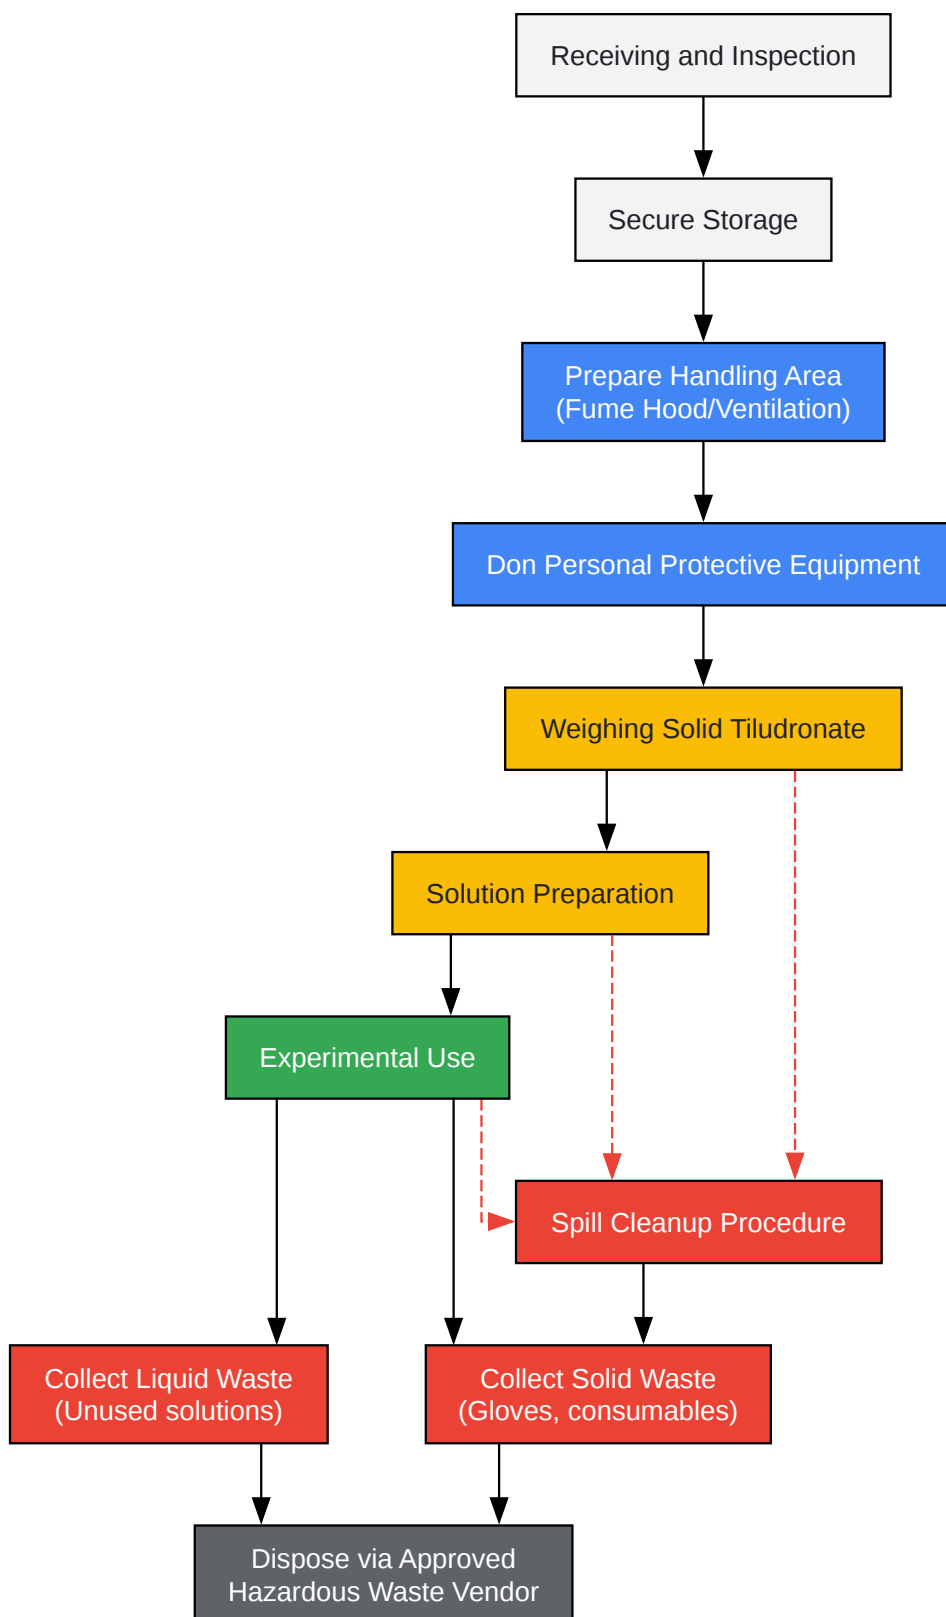 Receiving and Inspection
Secure Storage
Prepare Handling Area
(Fume Hood/Ventilation)
Don Personal Protective Equipment
Weighing Solid Tiludronate
Solution Preparation
Experimental Use
Spill Cleanup Procedure
Collect Liquid Waste
(Unused solutions)
Collect Solid Waste
(Gloves, consumables)
Dispose via Approved
Hazardous Waste Vendor